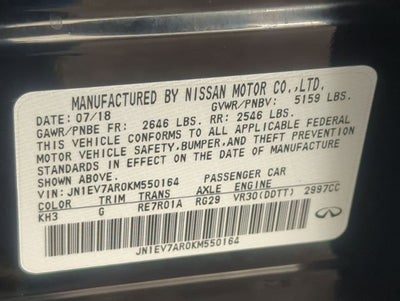 MANUFACTURED BY NISSAN MOTOR CO.,LTD.
DATE: 07/18 GVWR/PNBV: 5159 LBS.
GAWR/PNBE FR: 2646 LBS. RR: 2546 LBS.
THIS VEHICLE CONFORMS TO ALL APPLICABLE FEDERAL
MOTOR VEHICLE SAFETY,BUMPER,AND THEFT PREVENTION
STANDARDS IN EFFECT ON THE DATE OF MANUFACTURE
SHOWN ABOVE.
VIN: JN1EV7AR0KM550164 PASSENGER CAR
COLOR TRIM TRANS AXLE ENGINE
KH3 G RE7R01A RG29 VR30(DDTT) 2997CC
JN1EV7AR0KM550164
INFINITI